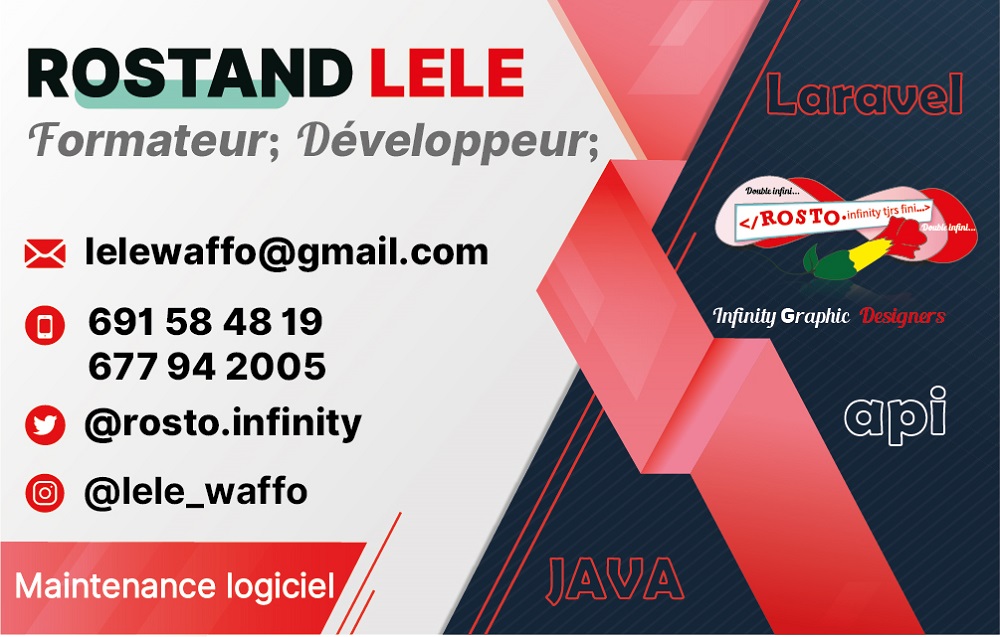 ROSTAND LELE
Formateur; Développeur;
lelewaffo@gmail.com
691 58 48 19
677 94 2005
@rosto.infinity
@lele_waffo
Maintenance logiciel
Laravel
Double infini...
</ROSTO.infinity tjrs fini...>
Double infini...
Infinity Graphic Designers
api
JAVA